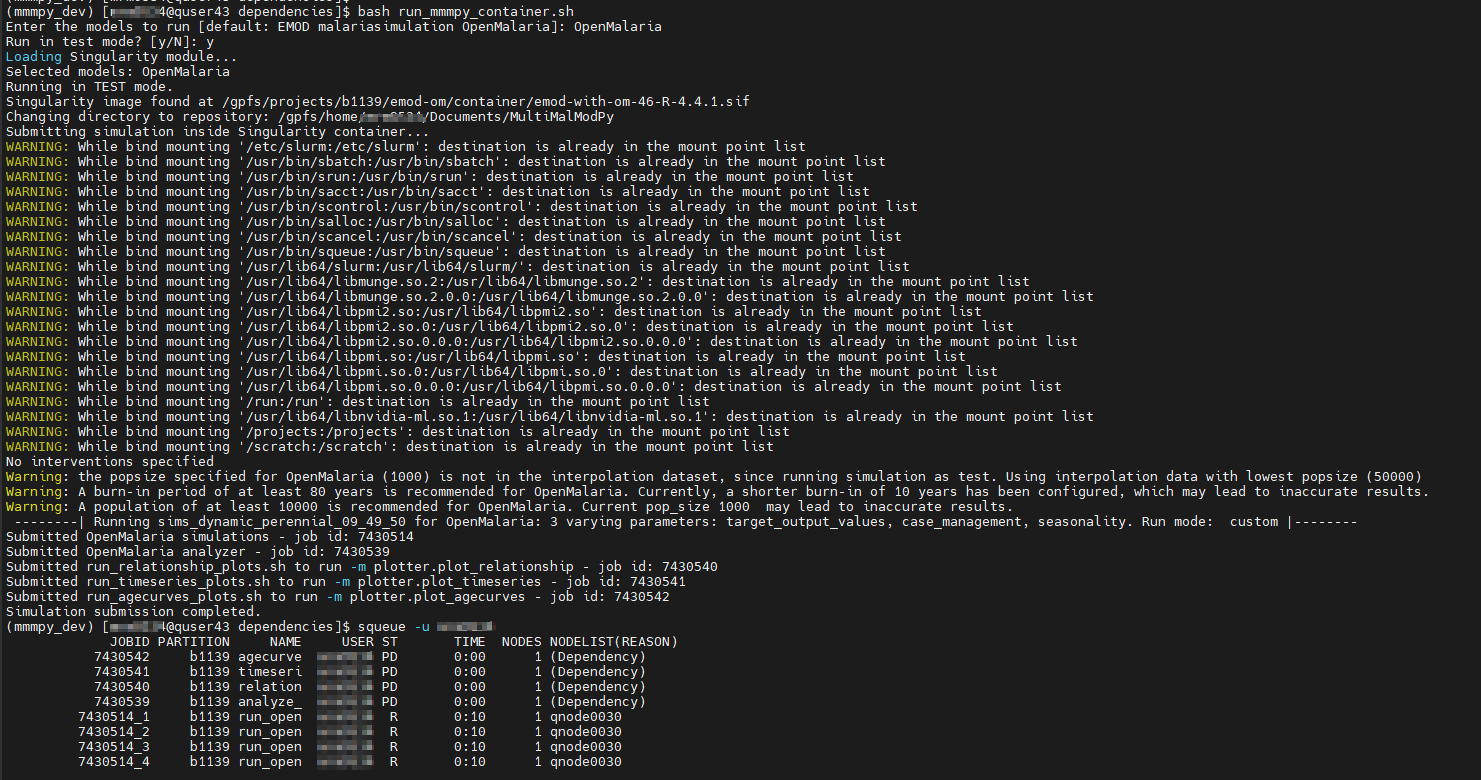 (mmmpy_dev) [4@quser43 dependencies]$ bash run_mmmpy_container.sh
Enter the models to run [default: EMOD malariasimulation OpenMalaria]: OpenMalaria
Run in test mode? [y/N]: y
Loading Singularity module...
Selected models: OpenMalaria
Running in TEST mode.
Singularity image found at /gpfs/projects/b1139/emod-om/container/emod-with-om-46-R-4.4.1.sif
Changing directory to repository: /gpfs/home/ /Documents/MultiMalModPy
Submitting simulation inside Singularity container...
WARNING: While bind mounting '/etc/slurm:/etc/slurm': destination is already in the mount point list
WARNING: While bind mounting '/usr/bin/sbatch:/usr/bin/sbatch': destination is already in the mount point list
WARNING: While bind mounting '/usr/bin/srun:/usr/bin/srun': destination is already in the mount point list
WARNING: While bind mounting '/usr/bin/sacct:/usr/bin/sacct': destination is already in the mount point list
WARNING: While bind mounting '/usr/bin/scontrol:/usr/bin/scontrol': destination is already in the mount point list
WARNING: While bind mounting '/usr/bin/salloc:/usr/bin/salloc': destination is already in the mount point list
WARNING: While bind mounting '/usr/bin/scancel:/usr/bin/scancel': destination is already in the mount point list
WARNING: While bind mounting '/usr/bin/squeue:/usr/bin/squeue': destination is already in the mount point list
WARNING: While bind mounting '/usr/lib64/slurm:/usr/lib64/slurm/': destination is already in the mount point list
WARNING: While bind mounting '/usr/lib64/libmunge.so.2:/usr/lib64/libmunge.so.2': destination is already in the mount point list
WARNING: While bind mounting '/usr/lib64/libmunge.so.2.0.0:/usr/lib64/libmunge.so.2.0.0': destination is already in the mount point list
WARNING: While bind mounting '/usr/lib64/libpmi2.so:/usr/lib64/libpmi2.so': destination is already in the mount point list
WARNING: While bind mounting '/usr/lib64/libpmi2.so.0:/usr/lib64/libpmi2.so.0': destination is already in the mount point list
WARNING: While bind mounting '/usr/lib64/libpmi2.so.0.0.0:/usr/lib64/libpmi2.so.0.0.0': destination is already in the mount point list
WARNING: While bind mounting '/usr/lib64/libpmi.so:/usr/lib64/libpmi.so': destination is already in the mount point list
WARNING: While bind mounting '/usr/lib64/libpmi.so.0:/usr/lib64/libpmi.so.0': destination is already in the mount point list
WARNING: While bind mounting '/usr/lib64/libpmi.so.0.0.0:/usr/lib64/libpmi.so.0.0.0': destination is already in the mount point list
WARNING: While bind mounting '/run:/run': destination is already in the mount point list
WARNING: While bind mounting '/usr/lib64/libnvidia-ml.so.1:/usr/lib64/libnvidia-ml.so.1': destination is already in the mount point list
WARNING: While bind mounting '/projects:/projects': destination is already in the mount point list
WARNING: While bind mounting '/scratch:/scratch': destination is already in the mount point list
No interventions specified
Warning: the popsize specified for OpenMalaria (1000) is not in the interpolation dataset, since running simulation as test. Using interpolation data with lowest popsize (50000)
Warning: A burn-in period of at least 80 years is recommended for OpenMalaria. Currently, a shorter burn-in of 10 years has been configured, which may lead to inaccurate results.
Warning: A population of at least 10000 is recommended for OpenMalaria. Current pop_size 1000  may lead to inaccurate results.
--------| Running sims_dynamic_perennial_09_49_50 for OpenMalaria: 3 varying parameters: target_output_values, case_management, seasonality. Run mode:  custom |--------
Submitted OpenMalaria simulations - job id: 7430514
Submitted OpenMalaria analyzer - job id: 7430539
Submitted run_relationship_plots.sh to run -m plotter.plot_relationship - job id: 7430540
Submitted run_timeseries_plots.sh to run -m plotter.plot_timeseries - job id: 7430541
Submitted run_agecurves_plots.sh to run -m plotter.plot_agecurves - job id: 7430542
Simulation submission completed.
(mmmpy_dev) [4@quser43 dependencies]$ squeue -u
JOBID PARTITION NAME USER ST TIME NODES NODELIST(REASON)
7430542 b1139 agecurve PD 0:00 1 (Dependency)
7430541 b1139 timeseri PD 0:00 1 (Dependency)
7430540 b1139 relation PD 0:00 1 (Dependency)
7430539 b1139 analyze_ PD 0:00 1 (Dependency)
7430514_1 b1139 run_open R 0:10 1 qnode0030
7430514_2 b1139 run_open R 0:10 1 qnode0030
7430514_3 b1139 run_open R 0:10 1 qnode0030
7430514_4 b1139 run_open R 0:10 1 qnode0030